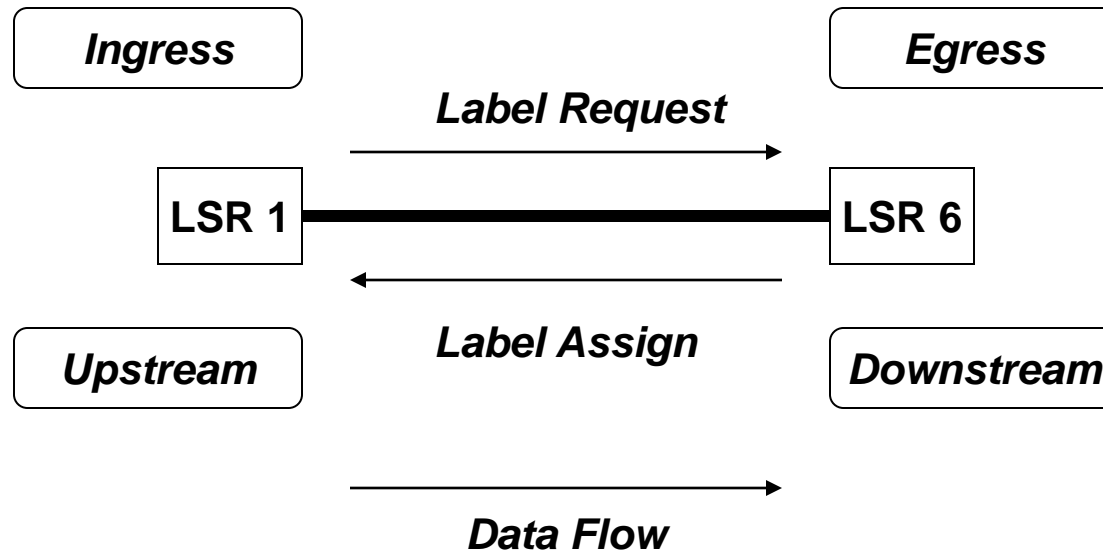 Ingress
Egress
Label Request
LSR 1
LSR 6
Label Assign
Upstream
Downstream
Data Flow